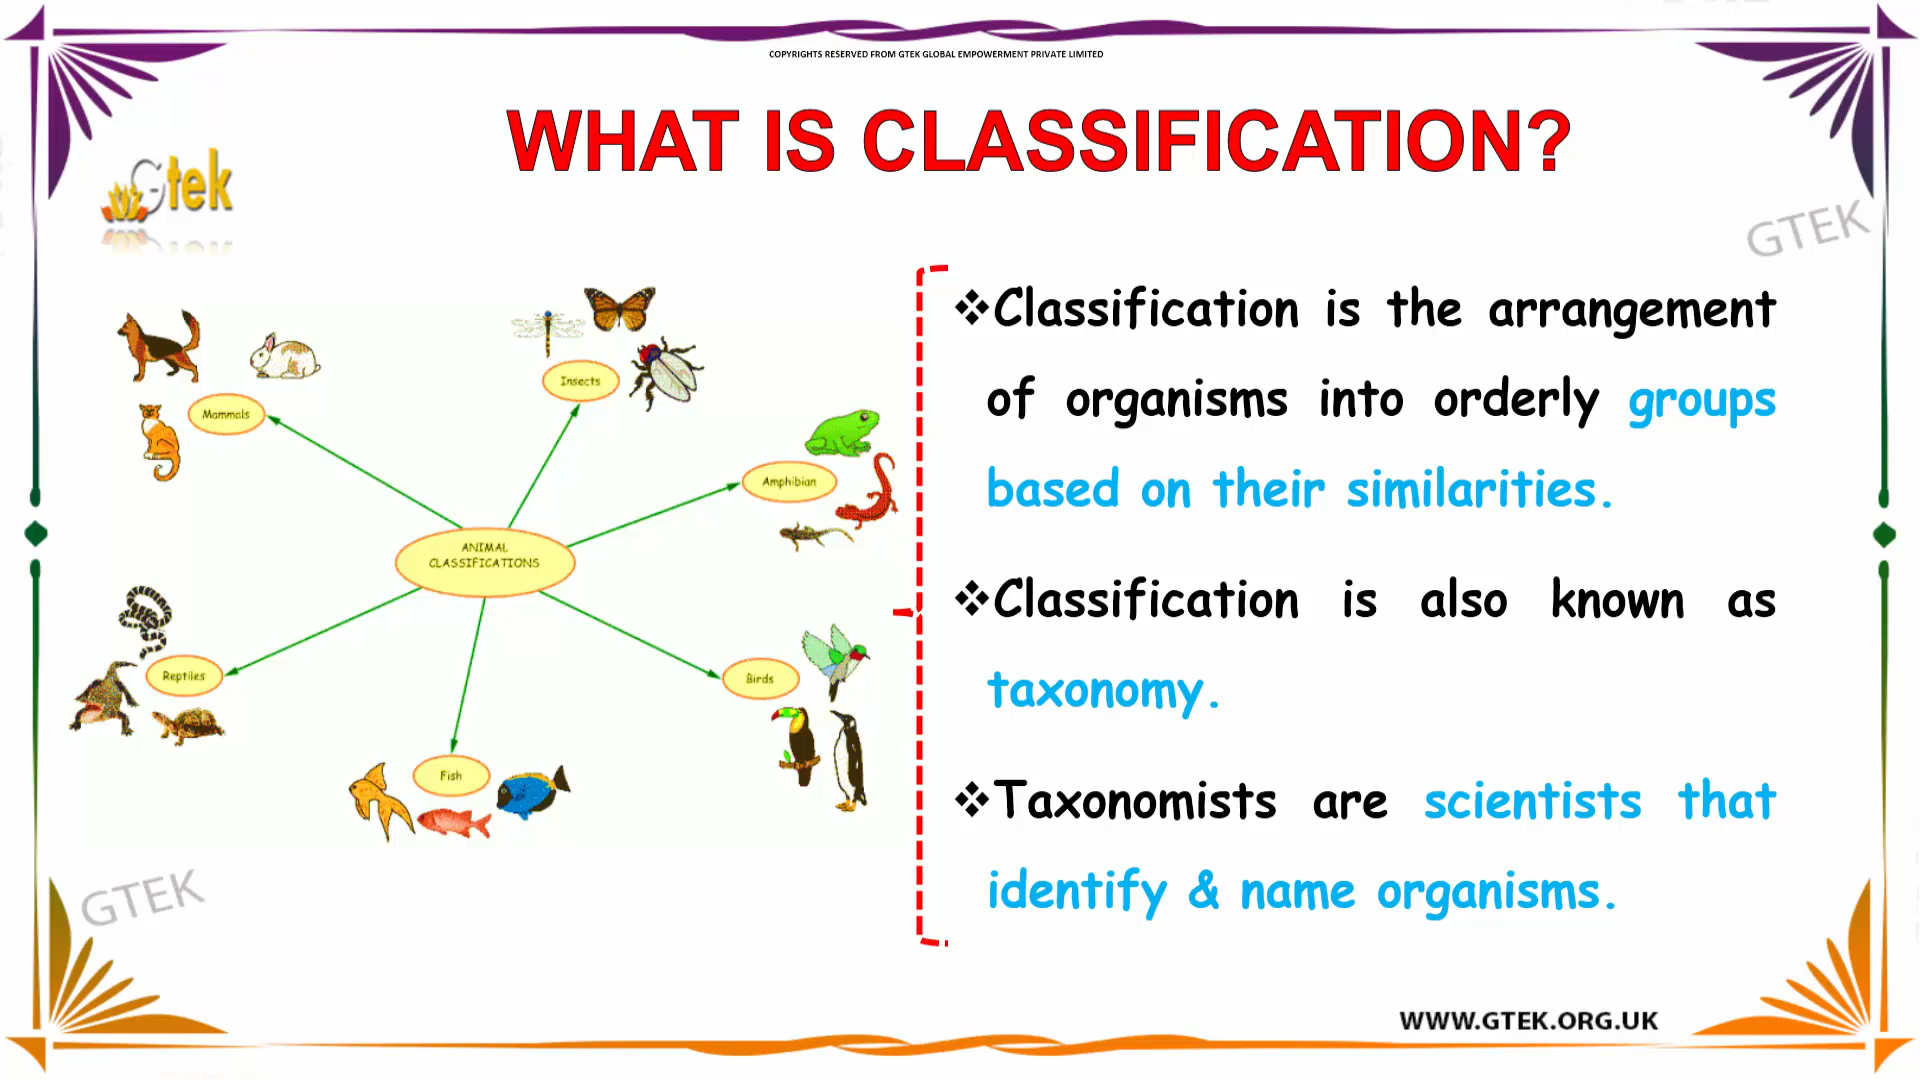 COPYRIGHTS RESERVED FROM GTEK GLOBAL EMPOWERMENT PRIVATE LIMITED
WHAT IS CLASSIFICATION?
Gtek
GTEK
Insects
Mammals
Amphibian
ANIMAL
CLASSIFICATIONS
Reptiles
Birds
Fish
❖Classification is the arrangement
of organisms into orderly groups
based on their similarities.
❖Classification is also known as
taxonomy.
❖Taxonomists are scientists that
identify & name organisms.
GTEK
WWW.GTEK.ORG.UK